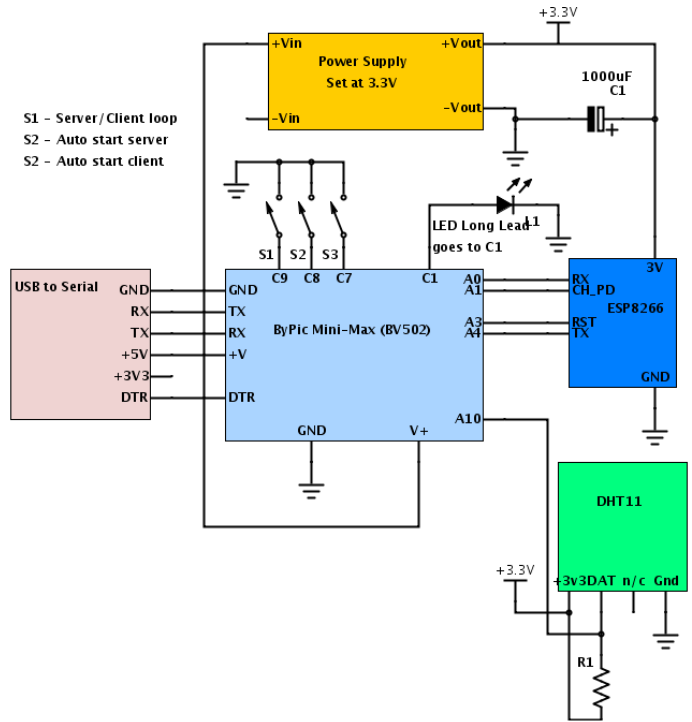 +3.3V
+Vin
+Vout
Power Supply
Set at 3.3V
-Vin
-Vout
1000uF
C1
+
S1 - Server/Client loop
S2 - Auto start server
S2 - Auto start client
S1
S2
S3
LED Long Lead
goes to C1
L1
C9
C8
C7
C1
USB to Serial
GND
RX
TX
+5V
+3V3
DTR
GND
TX
RX
+V
DTR
ByPic Mini-Max (BV502)
A0
A1
A3
A4
A10
GND
V+
3V
RX
CH_PD
ESP8266
RST
TX
GND
DHT11
+3v3
DAT
n/c
Gnd
+3.3V
R1